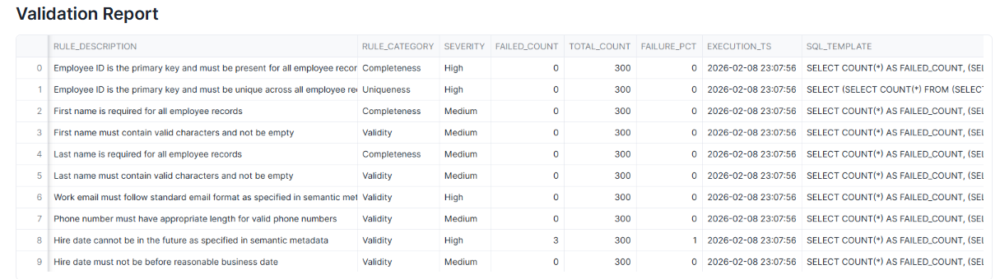 Validation Report
RULE_DESCRIPTION RULE_CATEGORY SEVERITY FAILED_COUNT TOTAL_COUNT FAILURE_PCT EXECUTION_TS SQL_TEMPLATE
0 Employee ID is the primary key and must be present for all employee recor Completeness High 0 300 0 2026-02-08 23:07:56 SELECT COUNT(*) AS FAILED_COUNT, (SEL
1 Employee ID is the primary key and must be unique across all employee re Uniqueness High 0 300 0 2026-02-08 23:07:56 SELECT (SELECT COUNT(*) FROM (SELECT
2 First name is required for all employee records Completeness Medium 0 300 0 2026-02-08 23:07:56 SELECT COUNT(*) AS FAILED_COUNT, (SEL
3 First name must contain valid characters and not be empty Validity Medium 0 300 0 2026-02-08 23:07:56 SELECT COUNT(*) AS FAILED_COUNT, (SEL
4 Last name is required for all employee records Completeness Medium 0 300 0 2026-02-08 23:07:56 SELECT COUNT(*) AS FAILED_COUNT, (SEL
5 Last name must contain valid characters and not be empty Validity Medium 0 300 0 2026-02-08 23:07:56 SELECT COUNT(*) AS FAILED_COUNT, (SEL
6 Work email must follow standard email format as specified in semantic met Validity High 0 300 0 2026-02-08 23:07:56 SELECT COUNT(*) AS FAILED_COUNT, (SEL
7 Phone number must have appropriate length for valid phone numbers Validity Medium 0 300 0 2026-02-08 23:07:56 SELECT COUNT(*) AS FAILED_COUNT, (SEL
8 Hire date cannot be in the future as specified in semantic metadata Validity High 3 300 1 2026-02-08 23:07:56 SELECT COUNT(*) AS FAILED_COUNT, (SEL
9 Hire date must not be before reasonable business date Validity Medium 0 300 0 2026-02-08 23:07:56 SELECT COUNT(*) AS FAILED_COUNT, (SEL